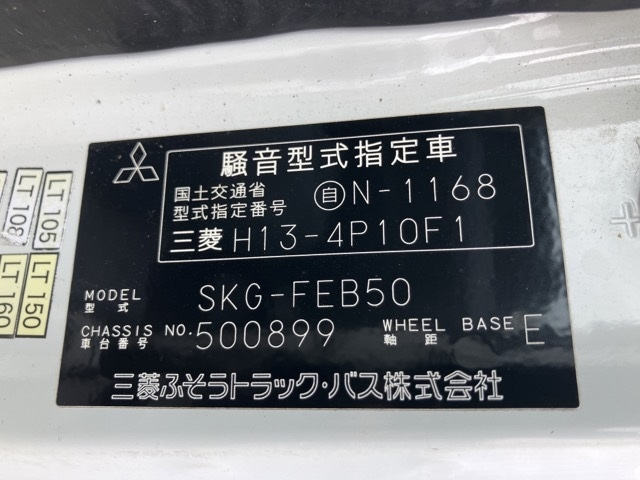 騒音型式指定車
国土交通省
型式指定番号 自N-1168
三菱 H13-4P10F1
MODEL
型式 SKG-FEB50
CHASSIS NO.
車台番号 500899
WHEEL BASE
軸距 E
三菱ふそうトラック・バス株式会社
LT 108
LT 105
LT 160
LT 150